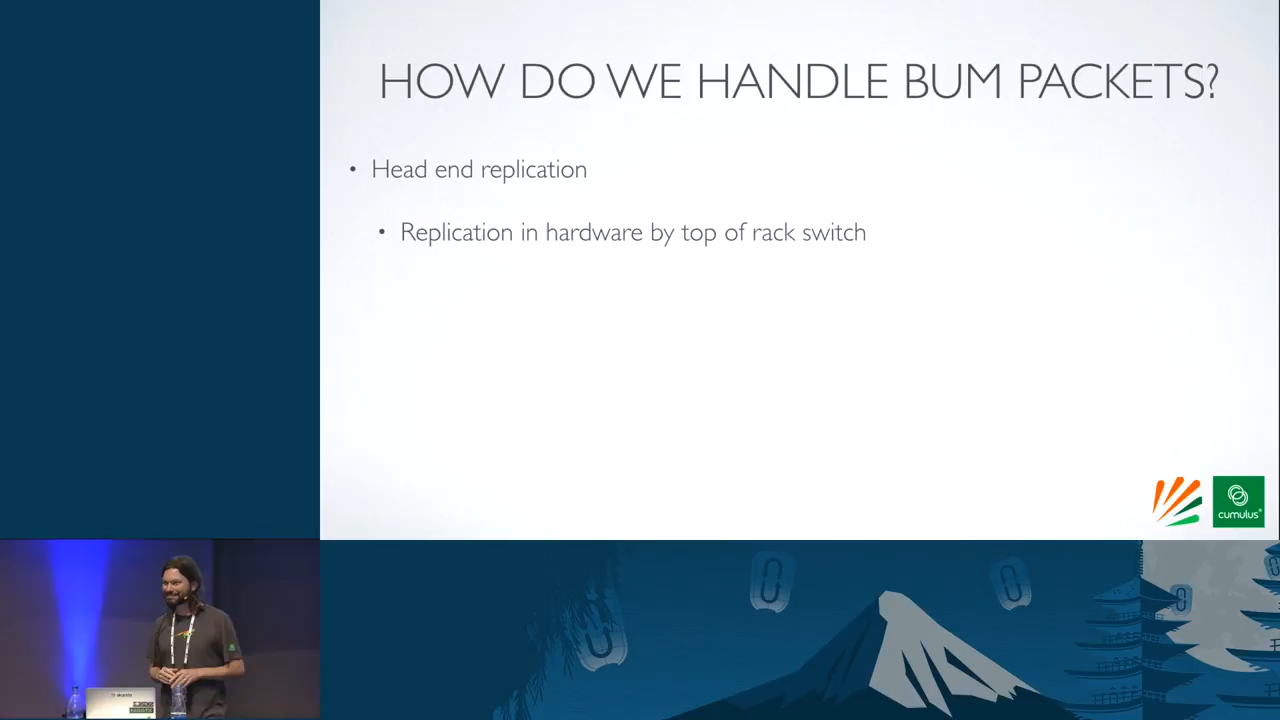 HOW DO WE HANDLE BUM PACKETS?
• Head end replication
• Replication in hardware by top of rack switch
cumulus®